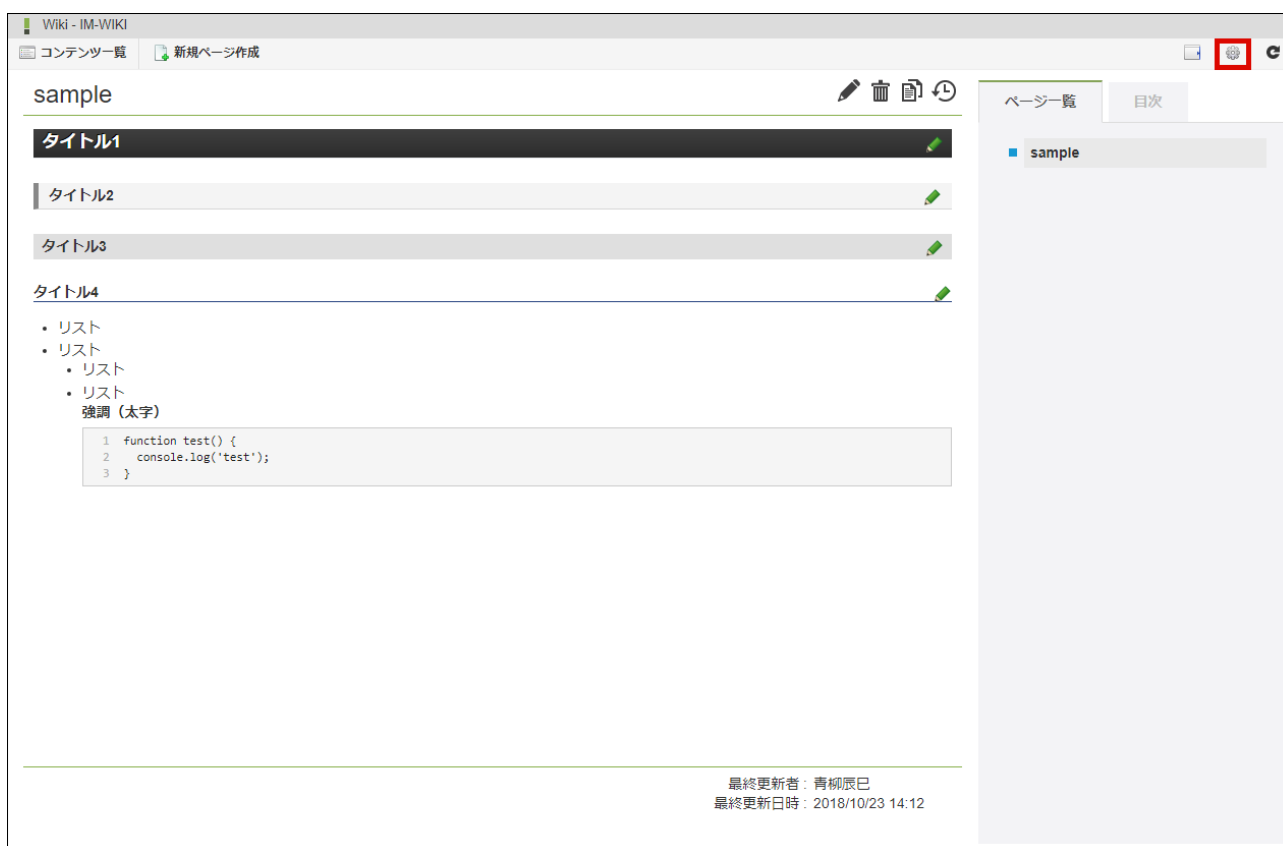 Wiki - IM-WIKI
コンテンツ一覧 新規ページ作成
sample
ページ一覧 目次
タイトル1
sample
タイトル2
タイトル3
タイトル4
• リスト
• リスト
• リスト
• リスト
強調（太字）
1 function test() {
2   console.log('test');
3 }
最終更新者 : 青柳辰巳
最終更新日時 : 2018/10/23 14:12